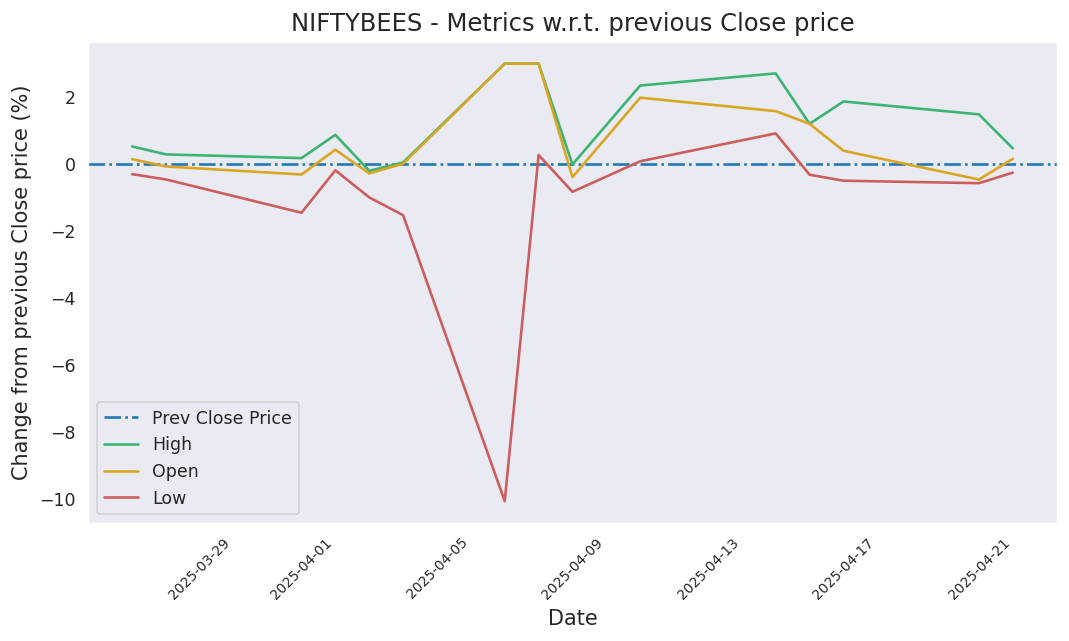 NIFTYBEES - Metrics w.r.t. previous Close price
Change from previous Close price (%)
2
0
−2
−4
−6
−8
−10
Prev Close Price
High
Open
Low
2025-03-29
2025-04-01
2025-04-05
2025-04-09
2025-04-13
2025-04-17
2025-04-21
Date